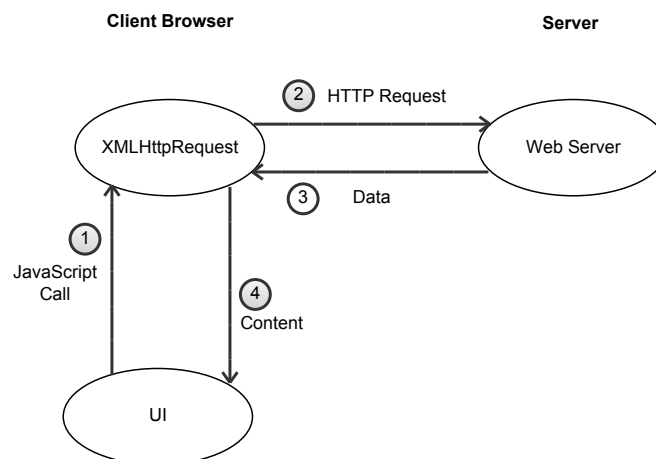 Client Browser
Server
2
HTTP Request
XMLHttpRequest
Web Server
3
Data
1
JavaScript
Call
4
Content
UI